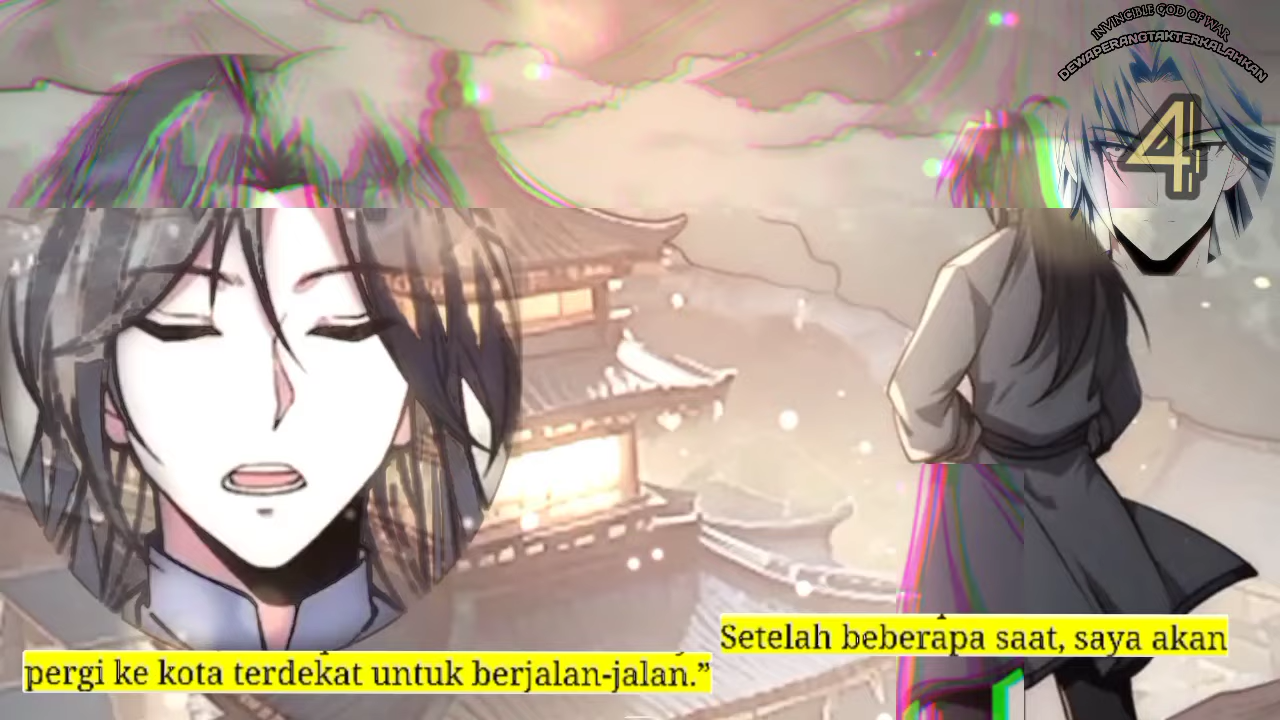 INVINCIBLE GOD OF WAR
DEWAPERANGTAKTERKALAHKAN
4
Setelah beberapa saat, saya akan
pergi ke kota terdekat untuk berjalan-jalan.”